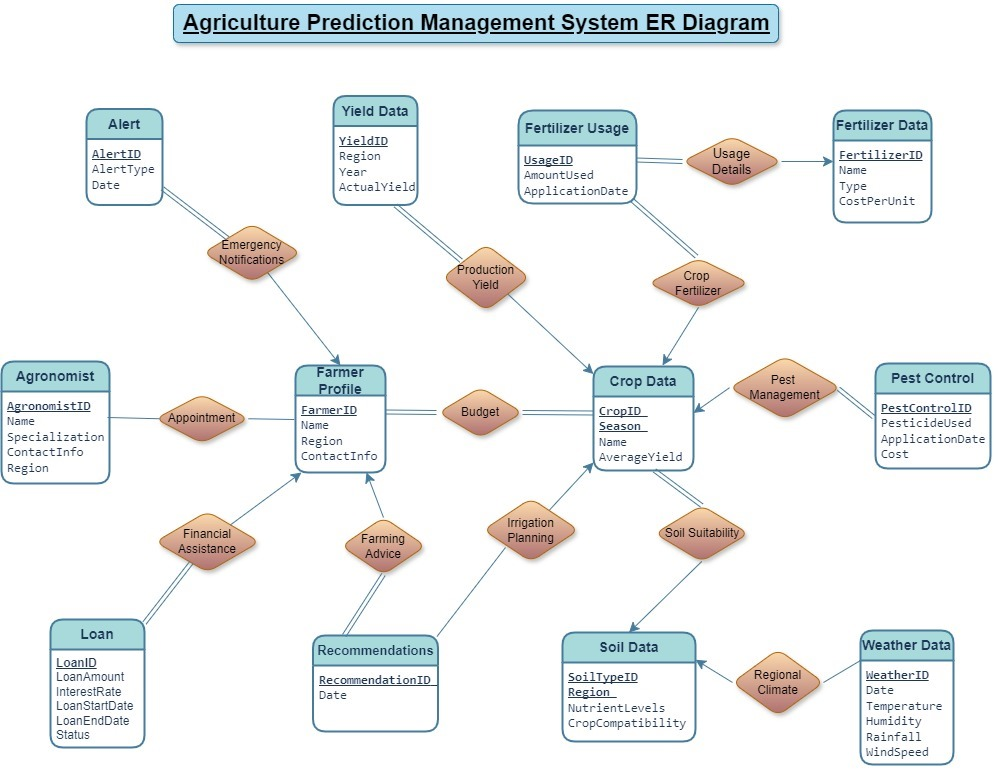 Agriculture Prediction Management System ER Diagram
Alert
AlertID
AlertType
Date
Yield Data
YieldID
Region
Year
ActualYield
Fertilizer Usage
UsageID
AmountUsed
ApplicationDate
Usage
Details
Fertilizer Data
FertilizerID
Name
Type
CostPerUnit
Emergency
Notifications
Production
Yield
Crop
Fertilizer
Agronomist
AgronomistID
Name
Specialization
ContactInfo
Region
Appointment
Farmer
Profile
FarmerID
Name
Region
ContactInfo
Budget
Crop Data
CropID
Season
Name
AverageYield
Pest
Management
Pest Control
PestControlID
PesticideUsed
ApplicationDate
Cost
Financial
Assistance
Farming
Advice
Irrigation
Planning
Soil Suitability
Loan
LoanID
LoanAmount
InterestRate
LoanStartDate
LoanEndDate
Status
Recommendations
RecommendationID
Date
Soil Data
SoilTypeID
Region
NutrientLevels
CropCompatibility
Regional
Climate
Weather Data
WeatherID
Date
Temperature
Humidity
Rainfall
WindSpeed